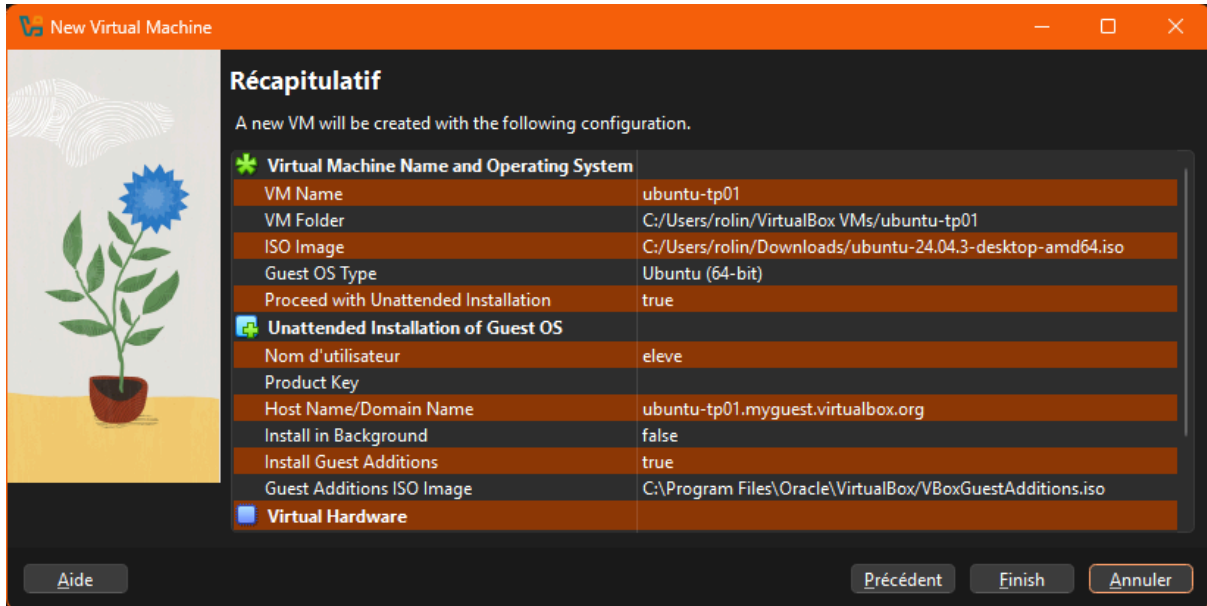 New Virtual Machine
Récapitulatif
A new VM will be created with the following configuration.
Virtual Machine Name and Operating System
VM Name ubuntu-tp01
VM Folder C:/Users/rolin/VirtualBox VMs/ubuntu-tp01
ISO Image C:/Users/rolin/Downloads/ubuntu-24.04.3-desktop-amd64.iso
Guest OS Type Ubuntu (64-bit)
Proceed with Unattended Installation true
Unattended Installation of Guest OS
Nom d'utilisateur eleve
Product Key
Host Name/Domain Name ubuntu-tp01.myguest.virtualbox.org
Install in Background false
Install Guest Additions true
Guest Additions ISO Image C:\Program Files\Oracle\VirtualBox/VBoxGuestAdditions.iso
Virtual Hardware
Aide Précédent Finish Annuler